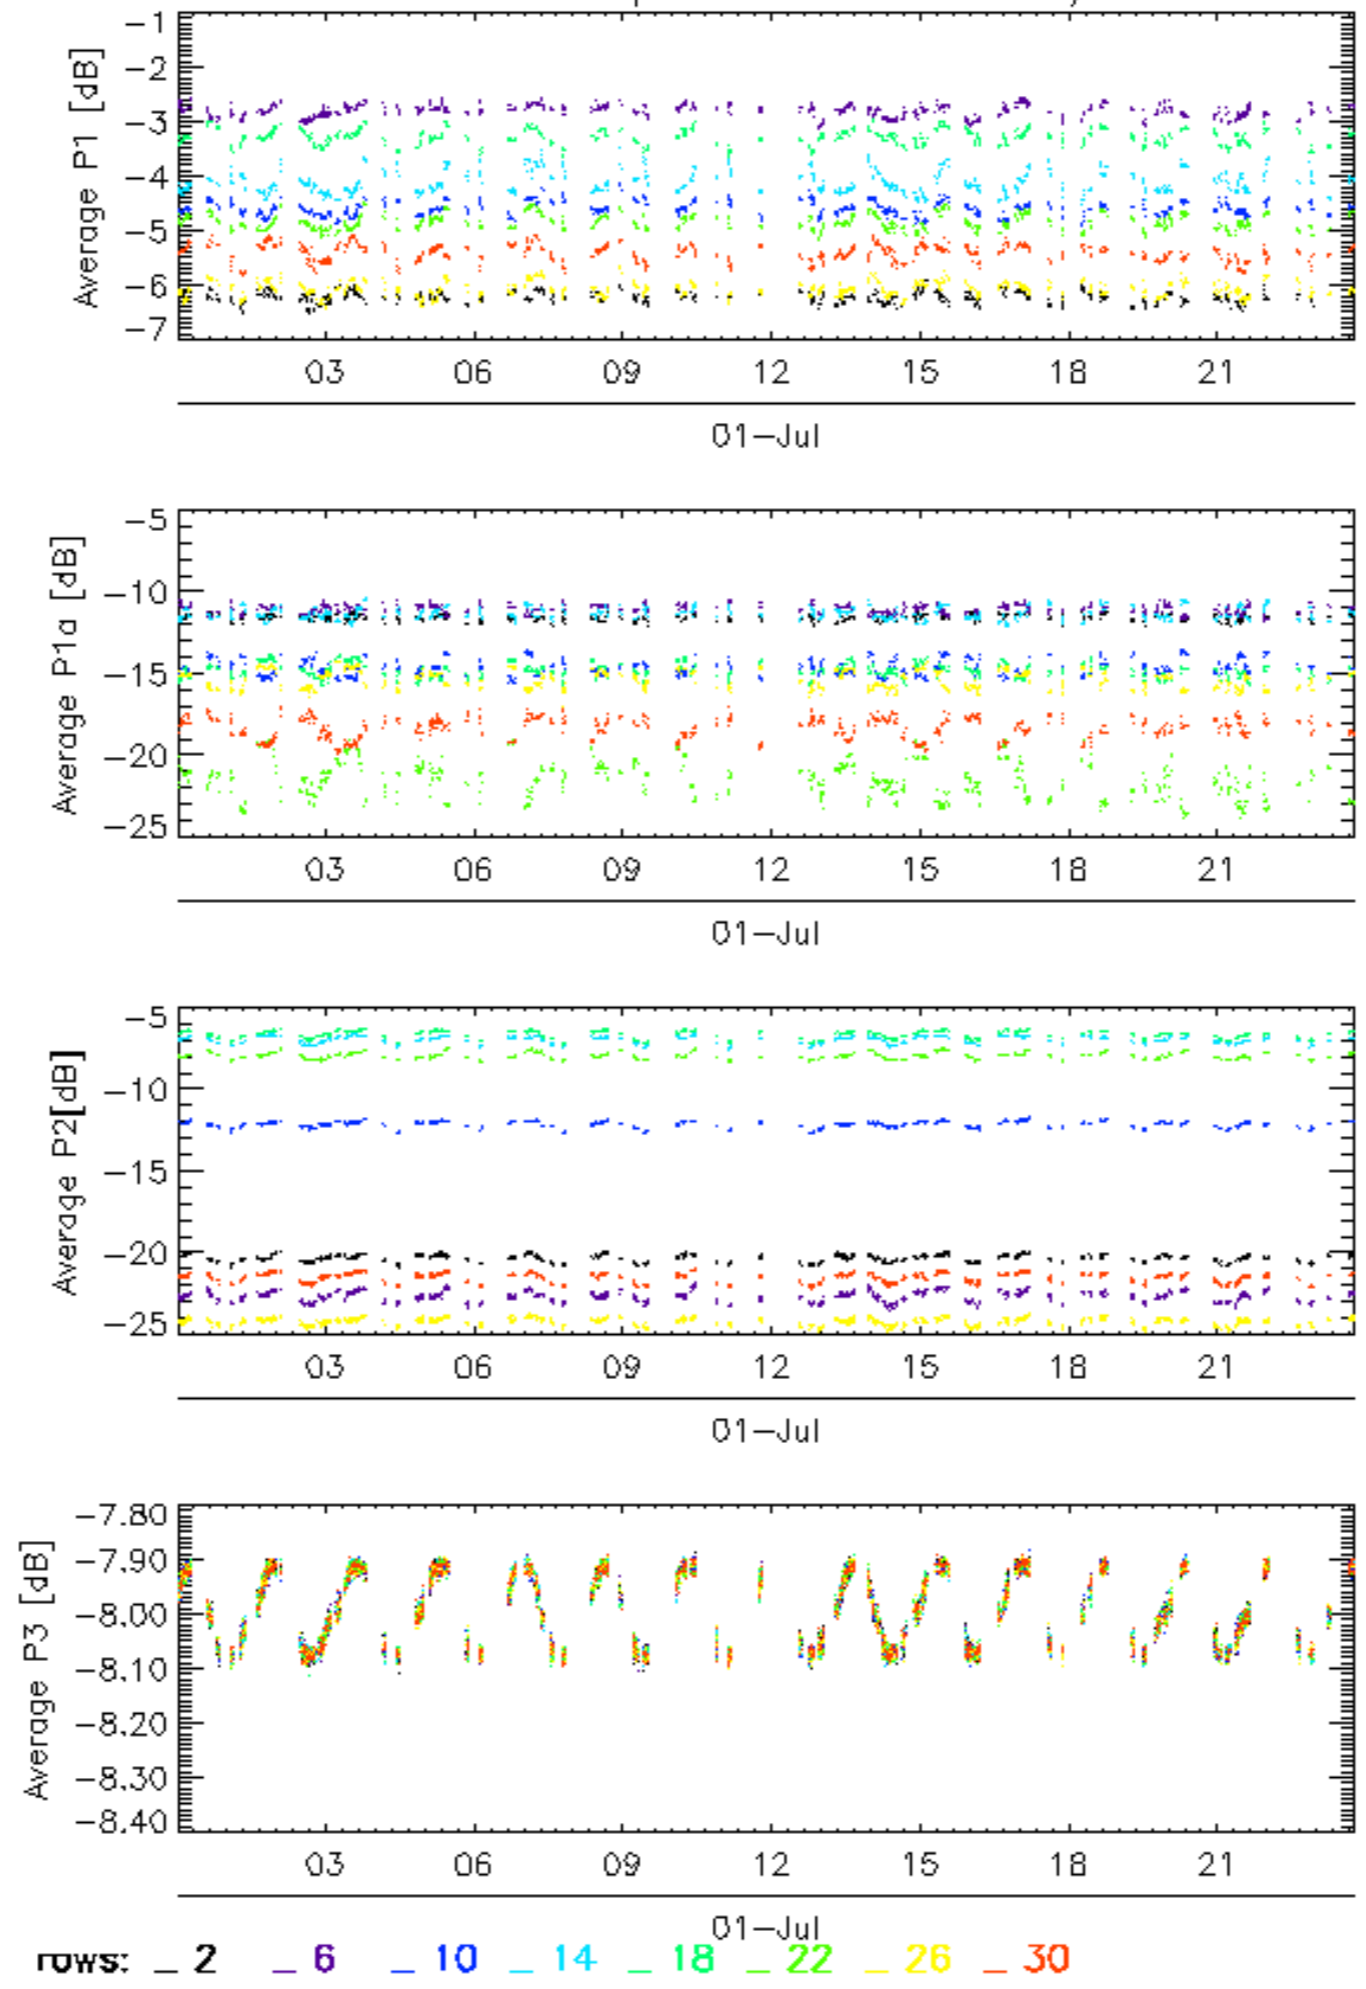 Average P1 [dB]
−1
−2
−3
−4
−5
−6
−7
03 06 09 12 15 18 21
01−Jul
Average P1a [dB]
−5
−10
−15
−20
−25
03 06 09 12 15 18 21
01−Jul
Average P2[dB]
−5
−10
−15
−20
−25
03 06 09 12 15 18 21
01−Jul
Average P3 [dB]
−7.80
−7.90
−8.00
−8.10
−8.20
−8.30
−8.40
03 06 09 12 15 18 21
01−Jul
rows: _ 2 _ 6 _ 10 _ 14 _ 18 _ 22 _ 26 _ 30